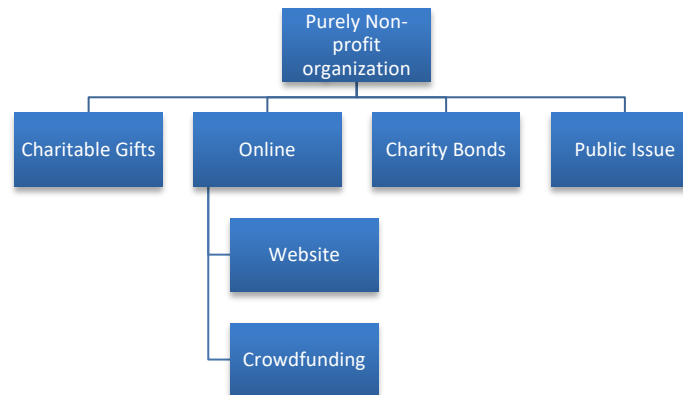 Purely Non-
profit
organization
Charitable Gifts
Online
Charity Bonds
Public Issue
Website
Crowdfunding